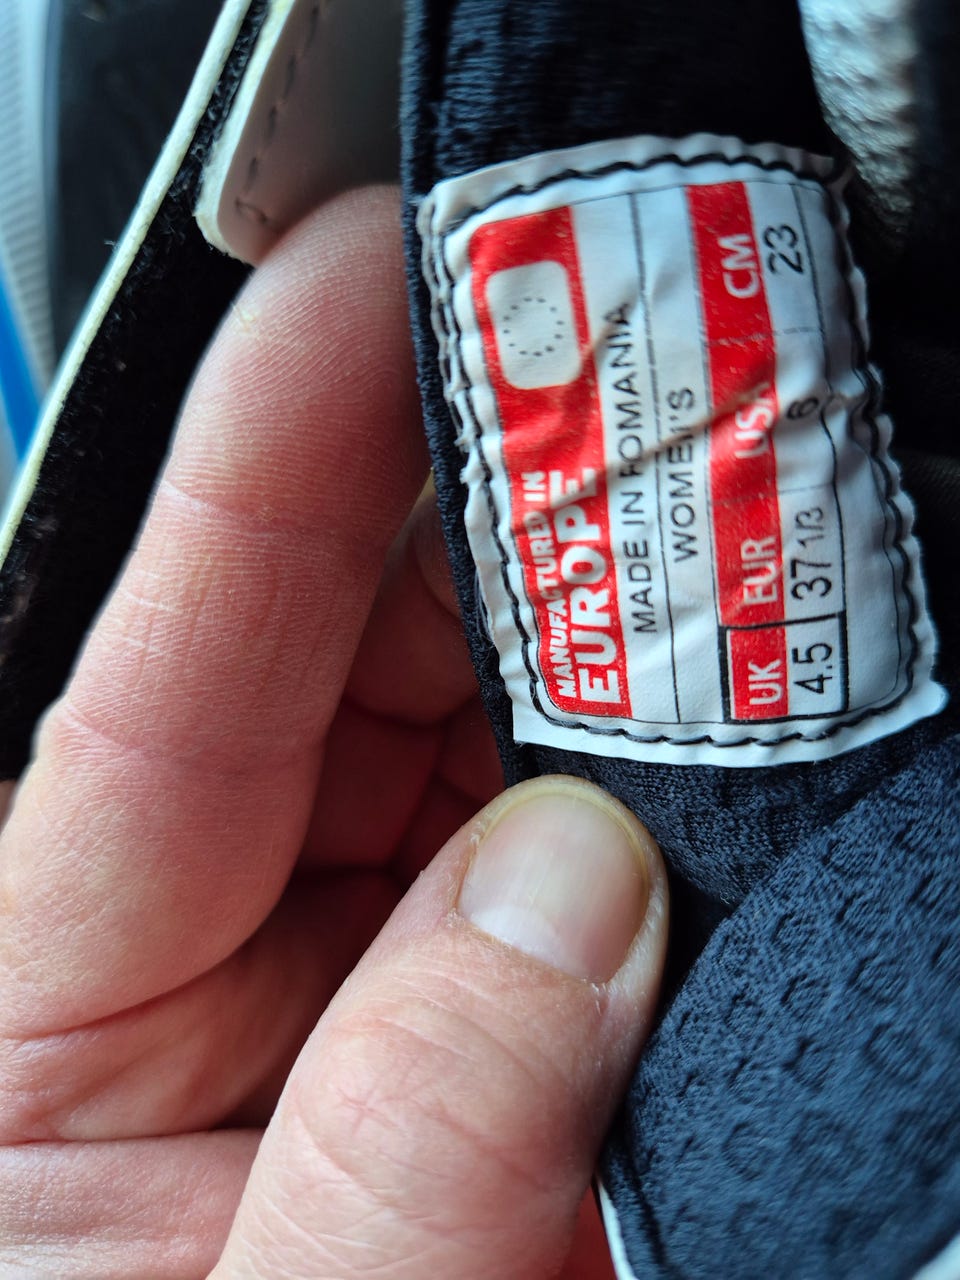 MANUFACTURED IN
EUROPE
MADE IN ROMANIA
WOMEN'S
UK EUR USA CM
4.5 37 1/3 6 23